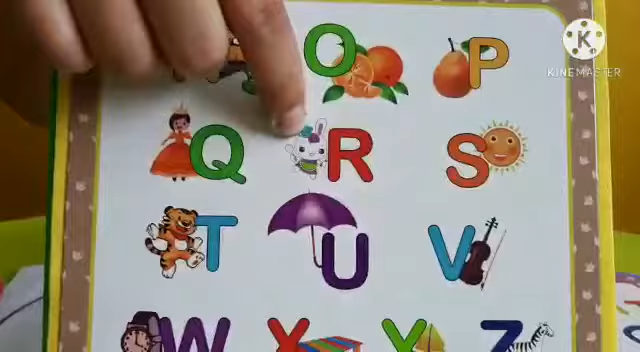 O P
K
KINEMASTER
Q R S
T U V
W X Y Z